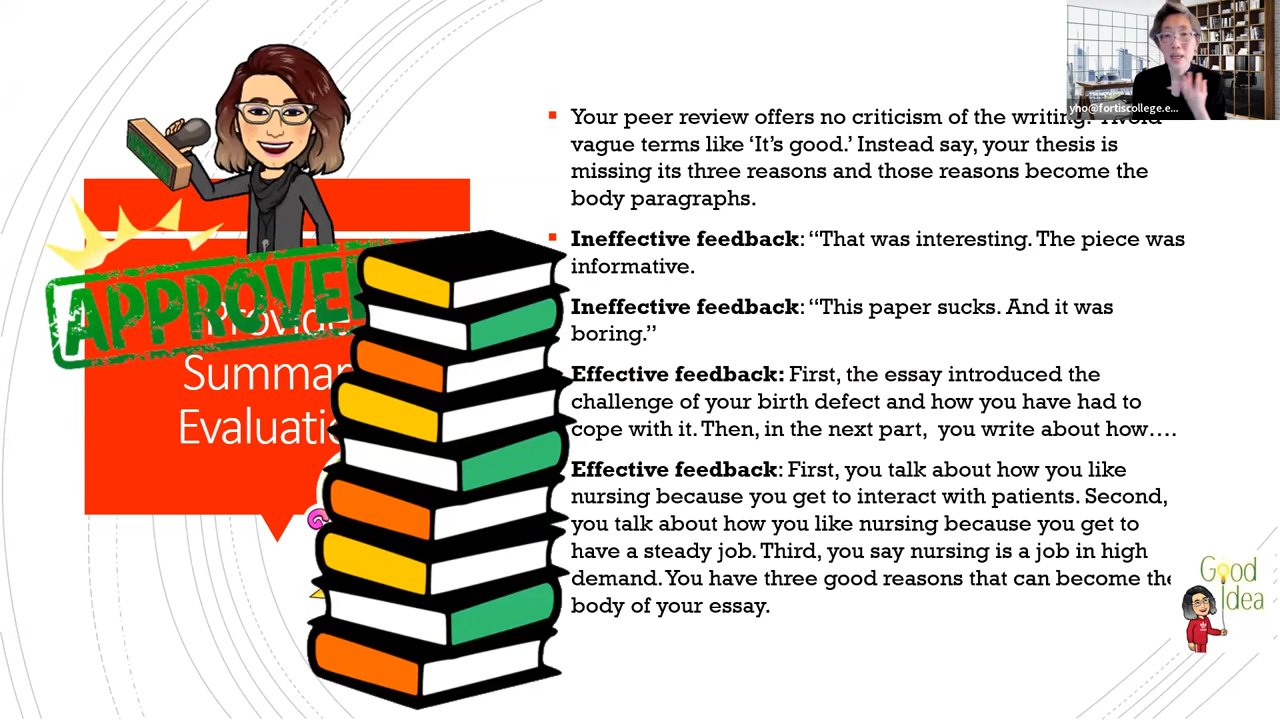 yho@fortiscollege.e...
APPROVE
Provide
Summar
Evaluati
Your peer review offers no criticism of the writing. Avoid
vague terms like ‘It’s good.’ Instead say, your thesis is
missing its three reasons and those reasons become the
body paragraphs.
Ineffective feedback: “That was interesting. The piece was
informative.
Ineffective feedback: “This paper sucks. And it was
boring.”
Effective feedback: First, the essay introduced the
challenge of your birth defect and how you have had to
cope with it. Then, in the next part, you write about how….
Effective feedback: First, you talk about how you like
nursing because you get to interact with patients. Second,
you talk about how you like nursing because you get to
have a steady job. Third, you say nursing is a job in high
demand. You have three good reasons that can become the
body of your essay.
Good
Idea